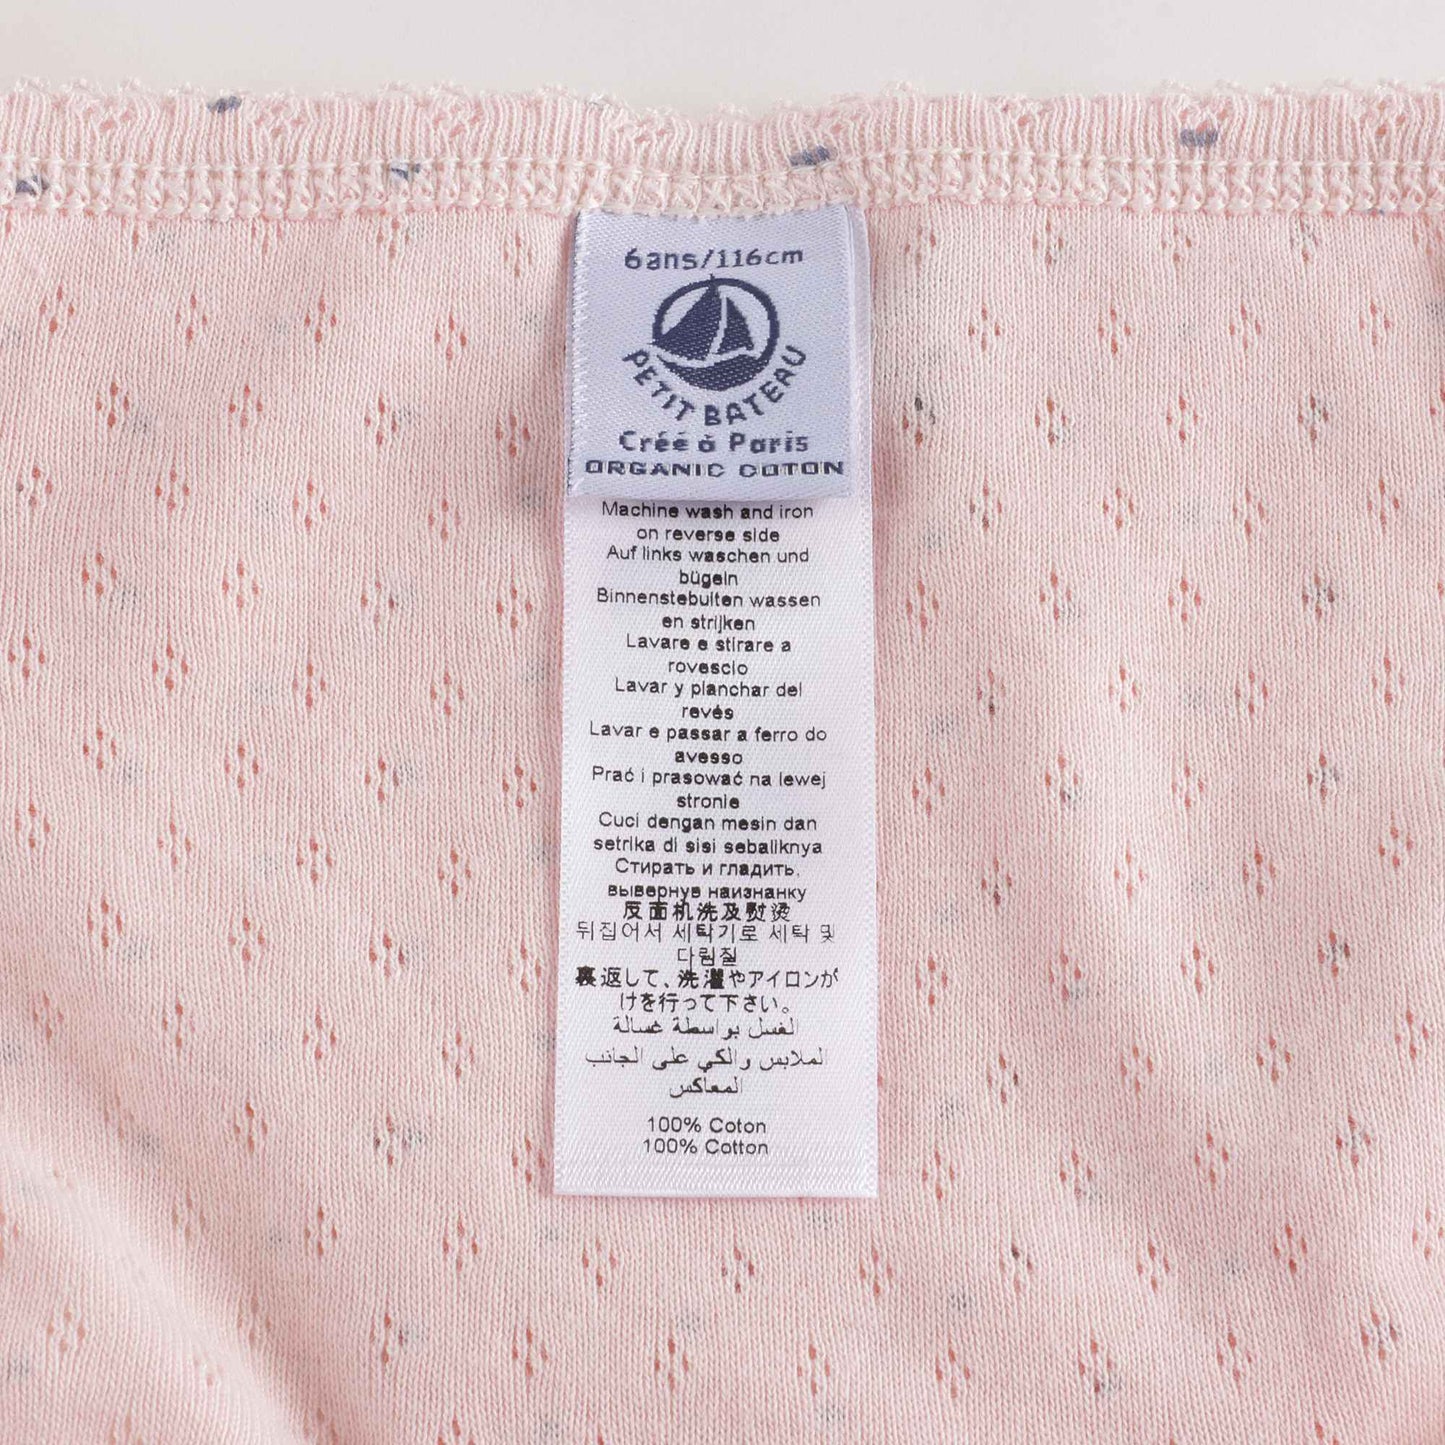 6ans/116cm
PETIT BATEAU
Créé à Paris
ORGANIC COTON
Machine wash and iron
on reverse side
Auf links waschen und
bügeln
Binnenstebuiten wassen
en strijken
Lavare e stirare a
rovescio
Lavar y planchar del
revés
Lavar e passar a ferro do
avesso
Prać i prasować na lewej
stronie
Cuci dengan mesin dan
setrika di sisi sebaliknya
Стирать и гладить,
вывернув наизнанку
反面机洗及熨烫
뒤집어서 세탁기로 세탁 및
다림질
裏返して、洗濯やアイロンが
けを行って下さい。
الغسل بواسطة غسالة
الملابس والكي على الجانب
المعاكس
100% Coton
100% Cotton